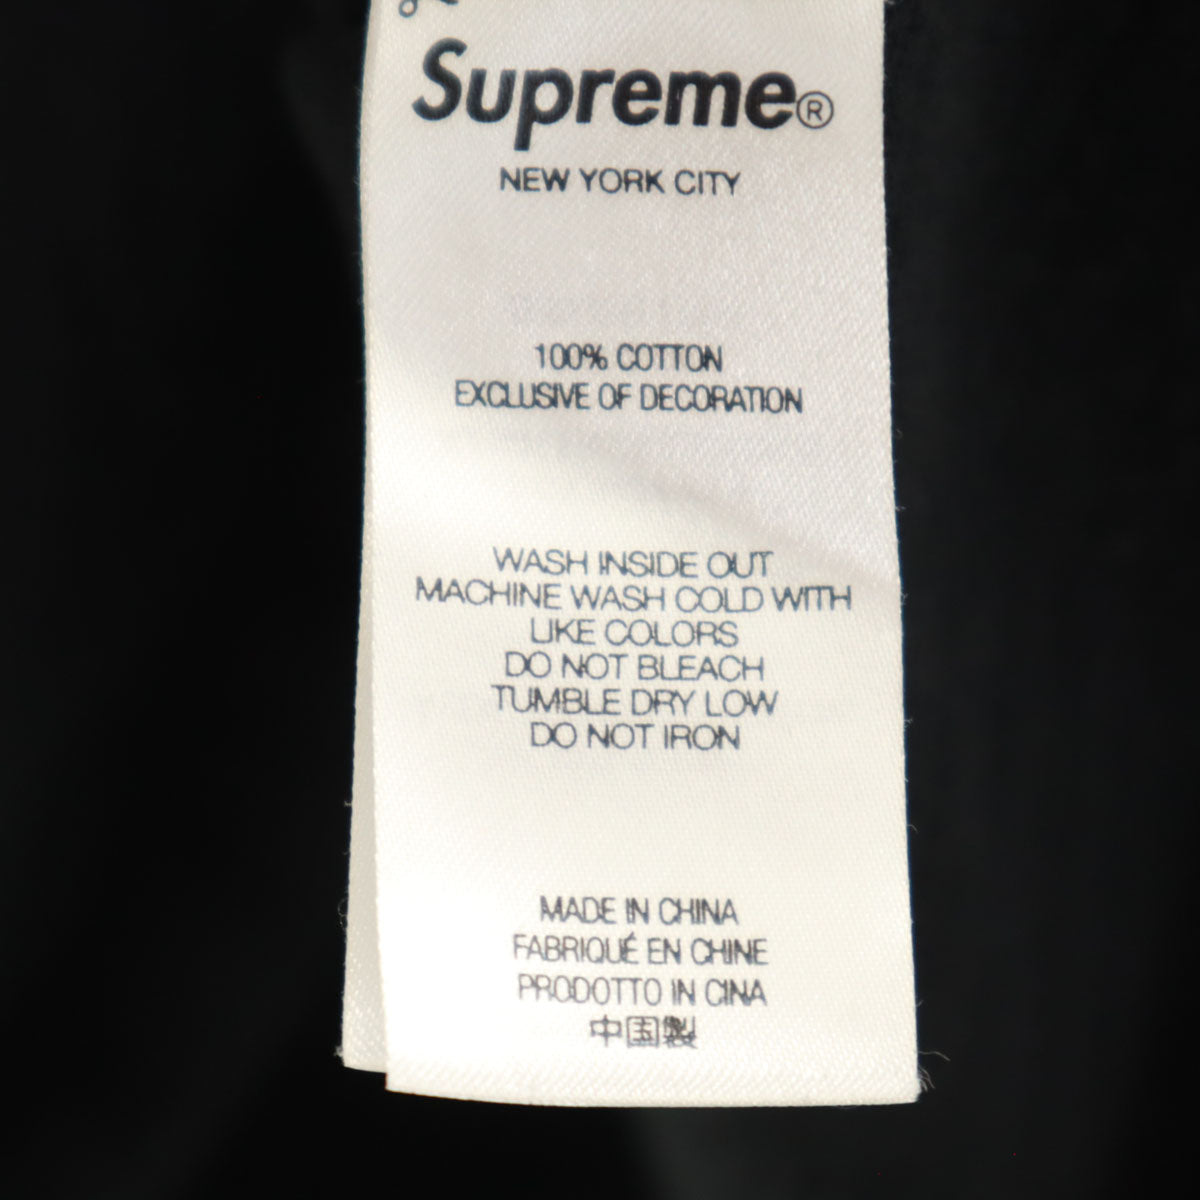 Supreme®
NEW YORK CITY
100% COTTON
EXCLUSIVE OF DECORATION
WASH INSIDE OUT
MACHINE WASH COLD WITH
LIKE COLORS
DO NOT BLEACH
TUMBLE DRY LOW
DO NOT IRON
MADE IN CHINA
FABRIQUÉ EN CHINE
PRODOTTO IN CINA
中国製